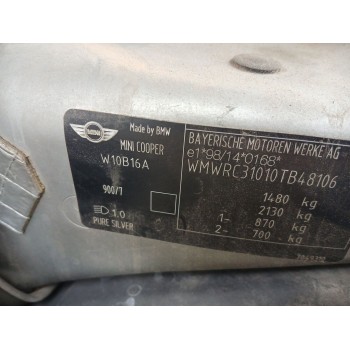 Made by BMW
BAYERISCHE MOTOREN WERKE AG
MINI COOPER
e1*98/14*0168*
W10B16A
WMWRC31010TB48106
900/7
1480 kg
2130 kg
1.0
1- 870 kg
PURE SILVER
2- 700 kg